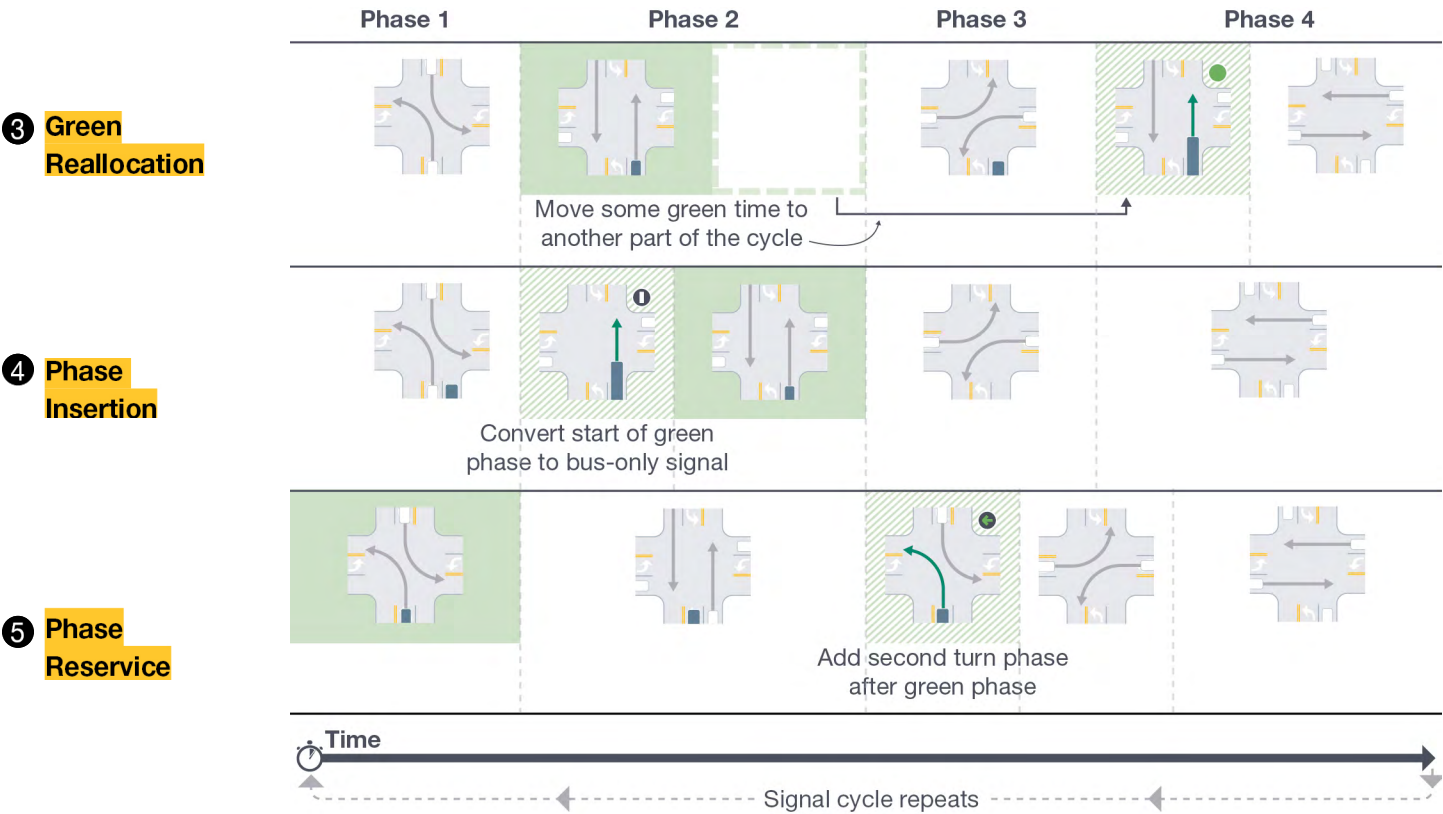 Phase 1
Phase 2
Phase 3
Phase 4
3 Green
Reallocation
Move some green time to
another part of the cycle
4 Phase
Insertion
Convert start of green
phase to bus-only signal
5 Phase
Reservice
Add second turn phase
after green phase
Time
Signal cycle repeats